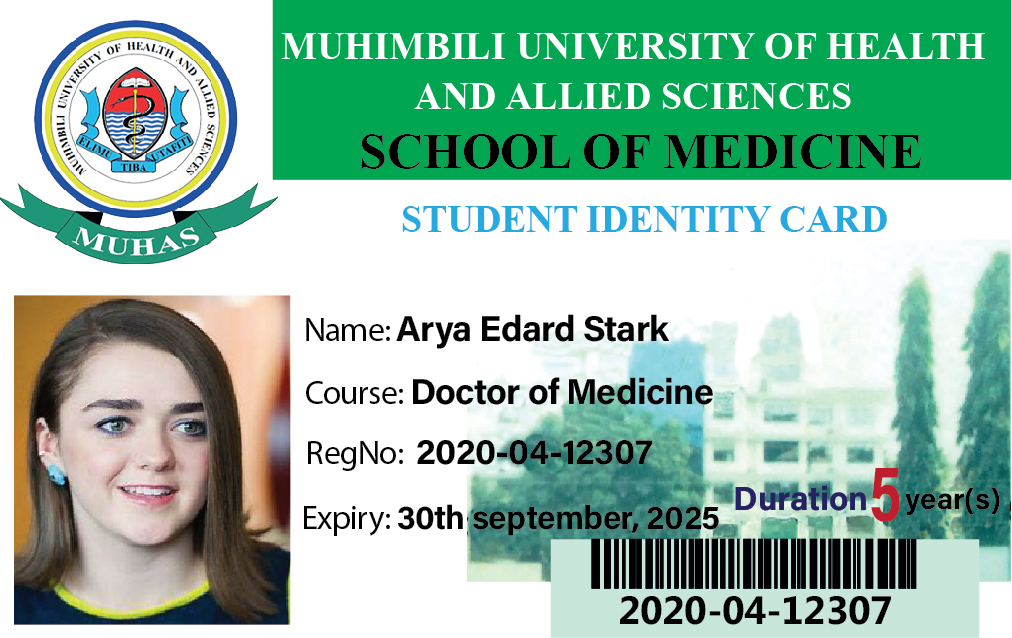 MUHIMBILI UNIVERSITY OF HEALTH AND ALLIED SCIENCES
ELIMU
TIBA
UTAFITI
MUHAS
MUHIMBILI UNIVERSITY OF HEALTH
AND ALLIED SCIENCES
SCHOOL OF MEDICINE
STUDENT IDENTITY CARD
Name: Arya Edard Stark
Course: Doctor of Medicine
RegNo: 2020-04-12307
Expiry: 30th september, 2025
Duration 5 year(s)
2020-04-12307